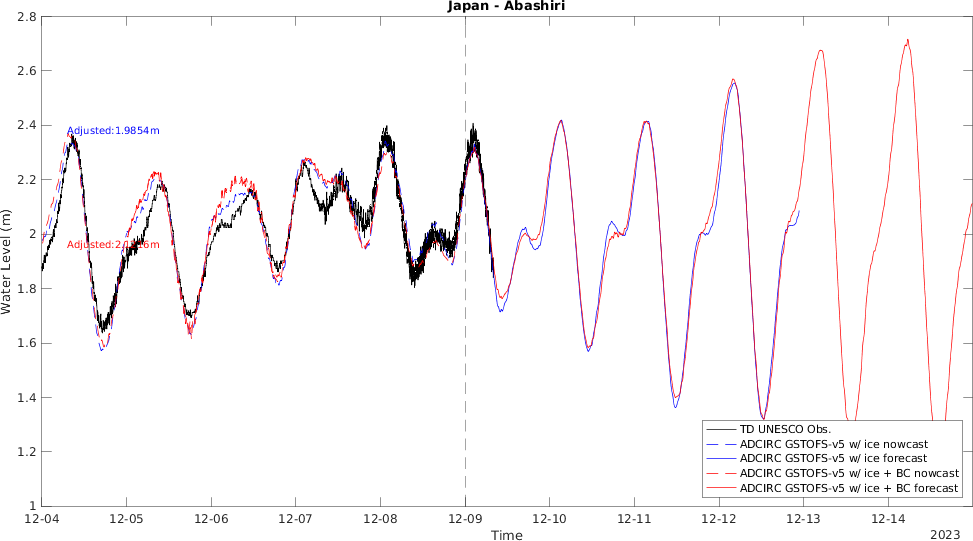 Japan - Abashiri
2.8
2.6
2.4
2.2
2
1.8
1.6
1.4
1.2
1
Water Level (m)
Adjusted:1.9854m
TD UNESCO Obs.
ADCIRC GSTOFS-v5 w/ ice nowcast
ADCIRC GSTOFS-v5 w/ ice forecast
ADCIRC GSTOFS-v5 w/ ice + BC nowcast
ADCIRC GSTOFS-v5 w/ ice + BC forecast
12-04 12-05 12-06 12-07 12-08 12-09 12-10 12-11 12-12 12-13 12-14
Time
2023